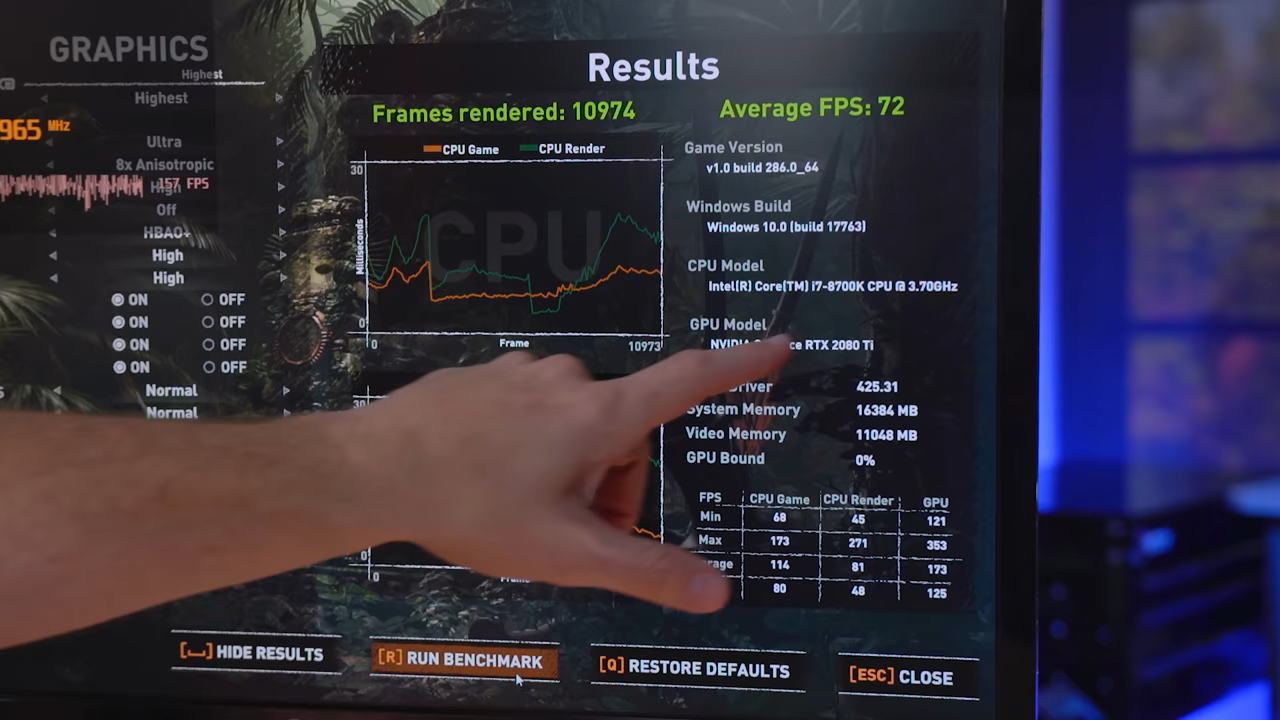 GRAPHICS
Highest
Highest
965 MHz
Ultra
8x Anisotropic
High
157 FPS
Off
HBAO+
High
High
ON OFF
ON OFF
ON OFF
ON OFF
Normal
Normal
Results
Frames rendered: 10974
Average FPS: 72
CPU Game CPU Render
30
CPU
Milliseconds
0
0
Frame
10973
30
0
0
Frame
Game Version
v1.0 build 286.0_64
Windows Build
Windows 10.0 (build 17763)
CPU Model
Intel(R) Core(TM) i7-8700K CPU @ 3.70GHz
GPU Model
RTX 2080 Ti
Driver 425.31
System Memory 16384 MB
Video Memory 11048 MB
GPU Bound 0%
FPS CPU Game CPU Render GPU
Min 68 45 121
Max 173 271 353
114 81 173
80 48 125
[⎵] HIDE RESULTS
[R] RUN BENCHMARK
[Q] RESTORE DEFAULTS
[ESC] CLOSE